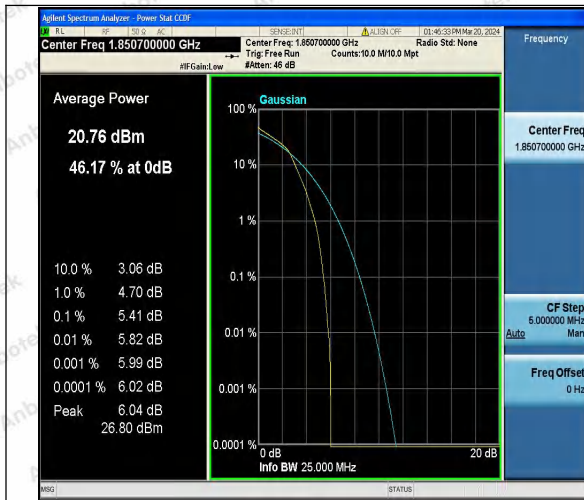 Agilent Spectrum Analyzer - Power Stat CCDF
RL RF 50 Ω AC SENSE:INT ALIGN OFF 01:46:33 PM Mar 20, 2024
Center Freq 1.850700000 GHz
Center Freq: 1.850700000 GHz Radio Std: None
Trig: Free Run Counts:10.0 M/10.0 Mpt
#IFGain:Low #Atten: 46 dB
Frequency
Average Power
20.76 dBm
46.17 % at 0dB
10.0 % 3.06 dB
1.0 % 4.70 dB
0.1 % 5.41 dB
0.01 % 5.82 dB
0.001 % 5.99 dB
0.0001 % 6.02 dB
Peak 6.04 dB
26.80 dBm
Gaussian
100 %
10 %
1 %
0.1 %
0.01 %
0.001 %
0.0001 %
0 dB 20 dB
Info BW 25.000 MHz
Center Freq
1.850700000 GHz
CF Step
5.000000 MHz
Auto Man
Freq Offset
0 Hz
MSG STATUS